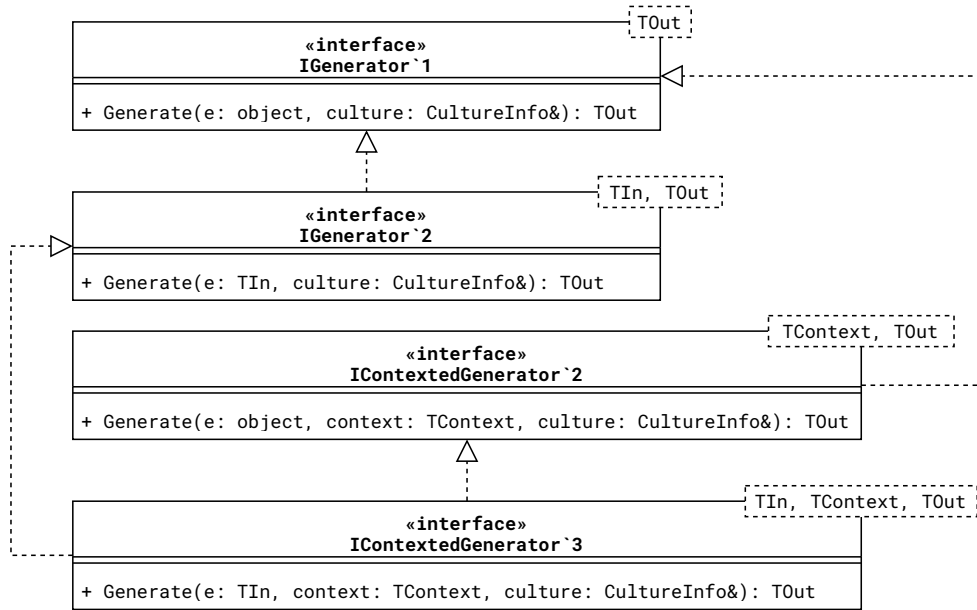 TOut
«interface»
IGenerator`1
+ Generate(e: object, culture: CultureInfo&): TOut
TIn, TOut
«interface»
IGenerator`2
+ Generate(e: TIn, culture: CultureInfo&): TOut
TContext, TOut
«interface»
IContextedGenerator`2
+ Generate(e: object, context: TContext, culture: CultureInfo&): TOut
TIn, TContext, TOut
«interface»
IContextedGenerator`3
+ Generate(e: TIn, context: TContext, culture: CultureInfo&): TOut